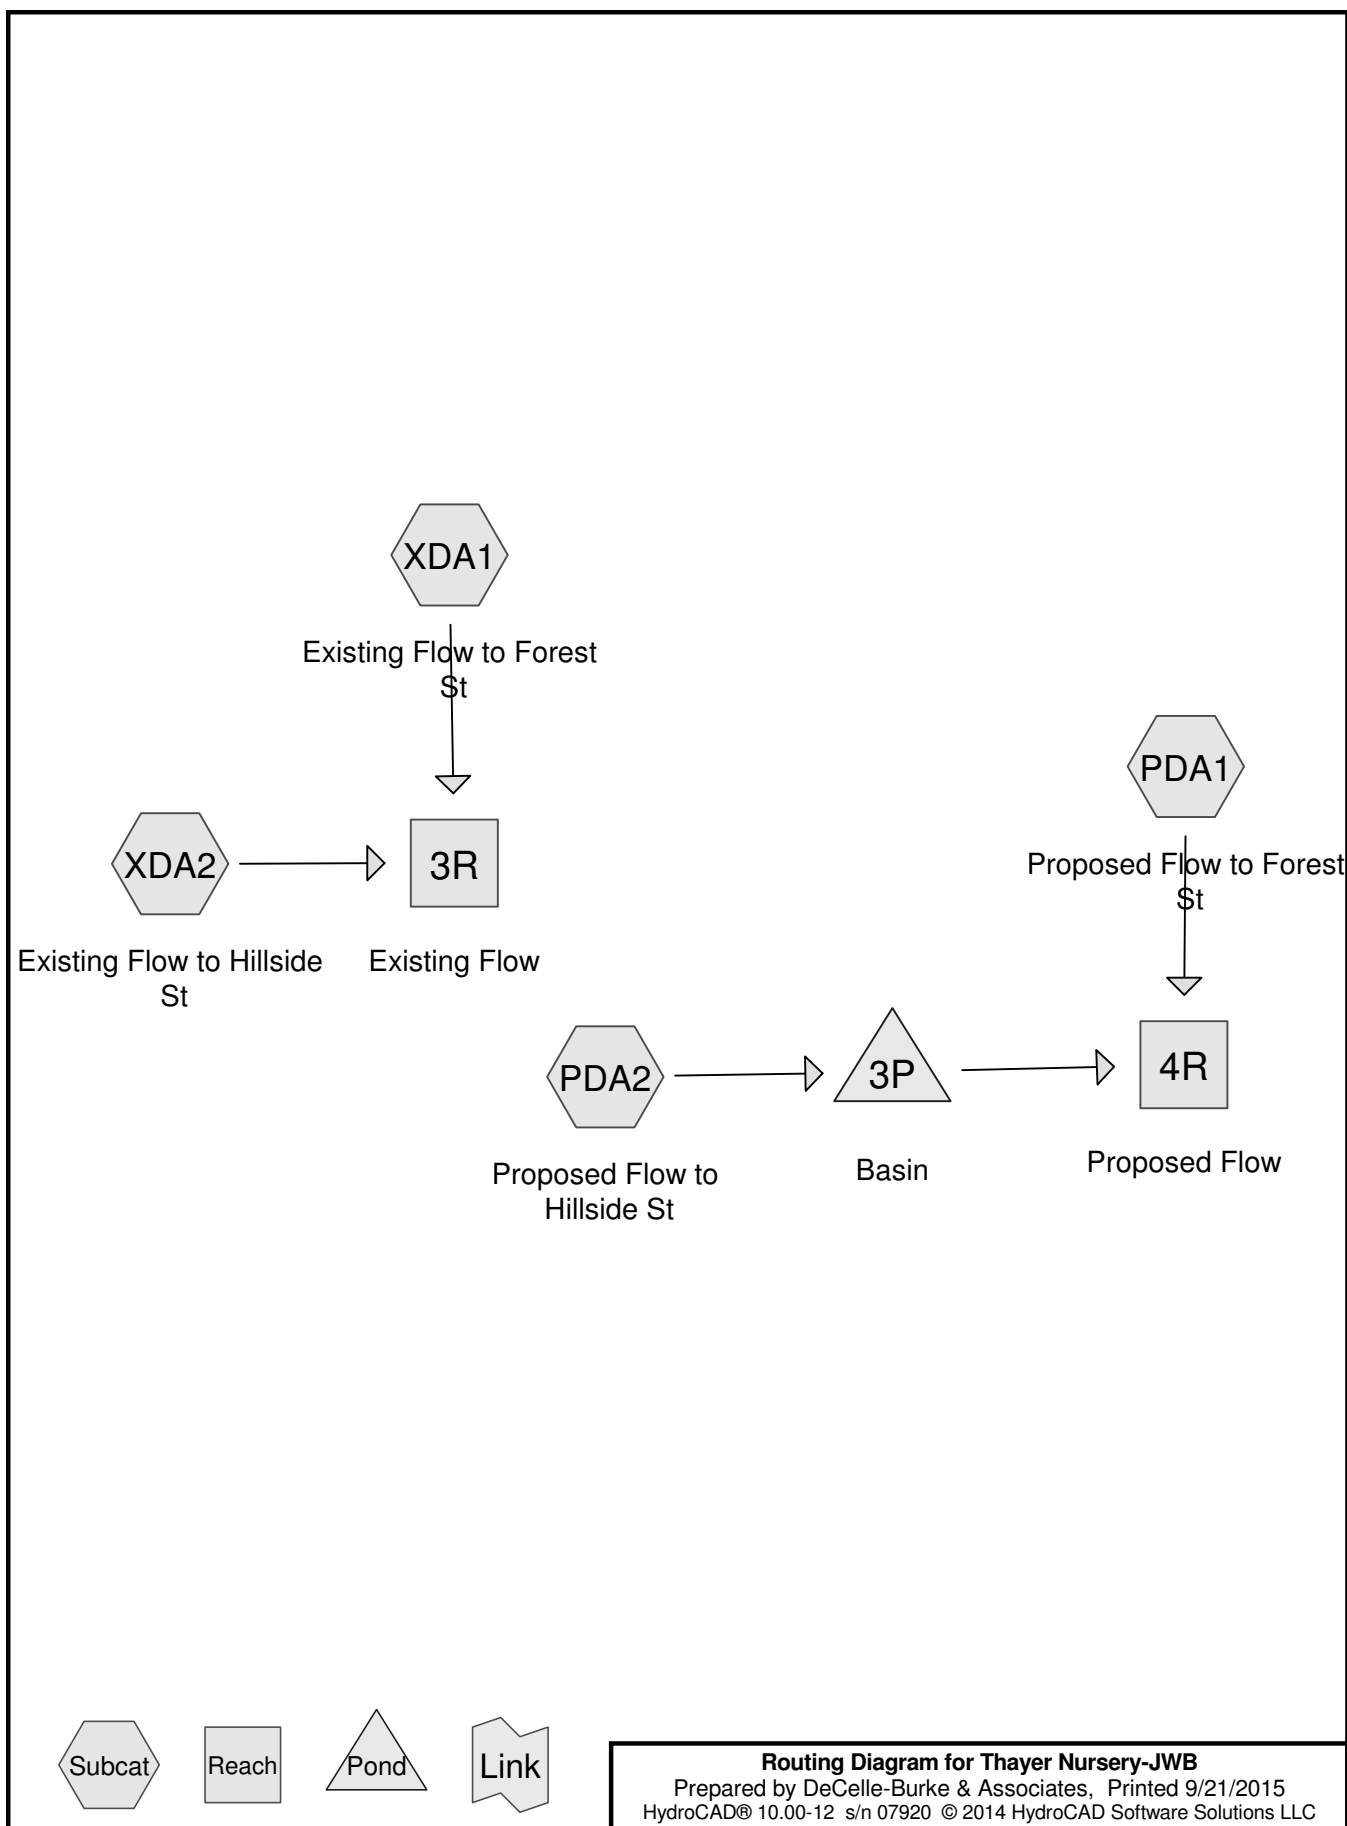 XDA1
Existing Flow to Forest
St
XDA2
Existing Flow to Hillside
St
3R
Existing Flow
PDA1
Proposed Flow to Forest
St
PDA2
Proposed Flow to
Hillside St
3P
Basin
4R
Proposed Flow
Subcat
Reach
Pond
Link
Routing Diagram for Thayer Nursery-JWB
Prepared by DeCelle-Burke & Associates, Printed 9/21/2015
HydroCAD® 10.00-12 s/n 07920 © 2014 HydroCAD Software Solutions LLC